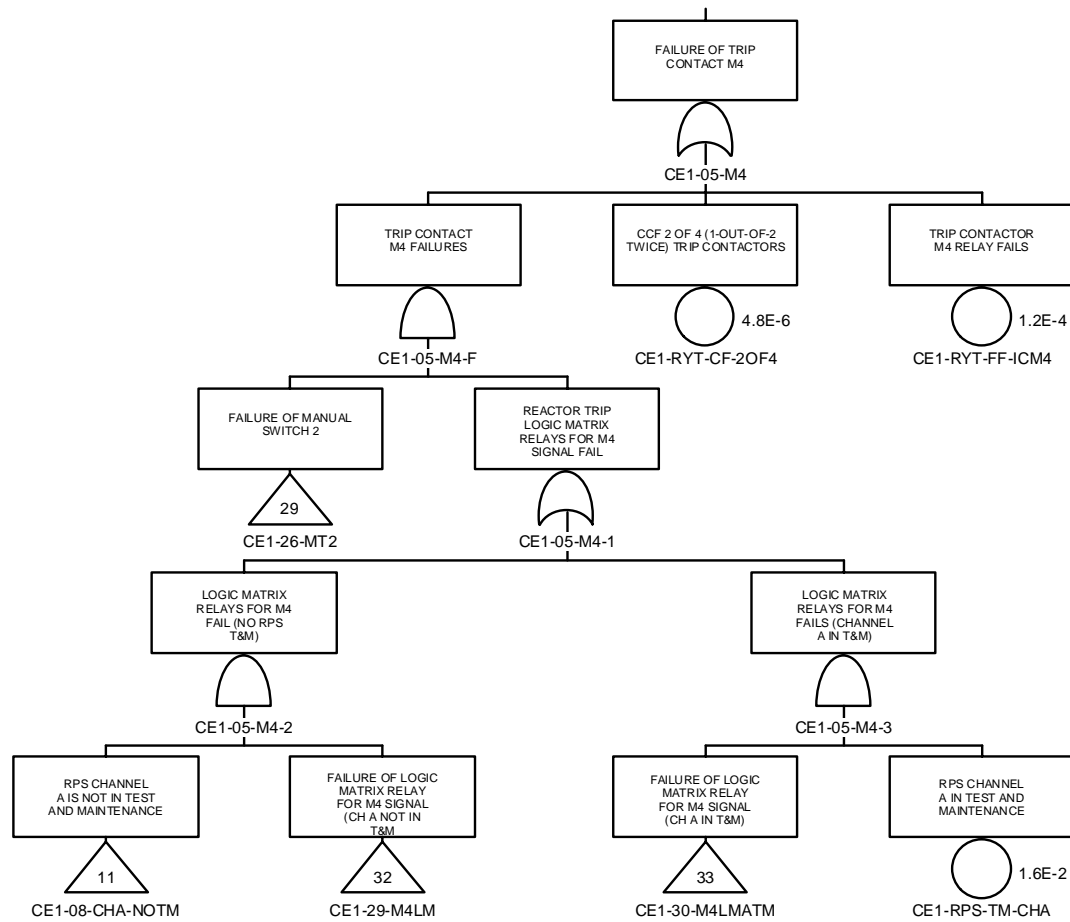 FAILURE OF TRIP
CONTACT M4
CE1-05-M4
TRIP CONTACT
M4 FAILURES
CCF 2 OF 4 (1-OUT-OF-2
TWICE) TRIP CONTACTORS
TRIP CONTACTOR
M4 RELAY FAILS
4.8E-6
1.2E-4
CE1-05-M4-F
CE1-RYT-CF-2OF4
CE1-RYT-FF-ICM4
FAILURE OF MANUAL
SWITCH 2
REACTOR TRIP
LOGIC MATRIX
RELAYS FOR M4
SIGNAL FAIL
29
CE1-26-MT2
CE1-05-M4-1
LOGIC MATRIX
RELAYS FOR M4
FAIL (NO RPS
T&M)
LOGIC MATRIX
RELAYS FOR M4
FAILS (CHANNEL
A IN T&M)
CE1-05-M4-2
CE1-05-M4-3
RPS CHANNEL
A IS NOT IN TEST
AND MAINTENANCE
FAILURE OF LOGIC
MATRIX RELAY
FOR M4 SIGNAL
(CH A NOT IN
T&M
FAILURE OF LOGIC
MATRIX RELAY
FOR M4 SIGNAL
(CH A IN T&M)
RPS CHANNEL
A IN TEST AND
MAINTENANCE
11
32
33
1.6E-2
CE1-08-CHA-NOTM
CE1-29-M4LM
CE1-30-M4LMATM
CE1-RPS-TM-CHA